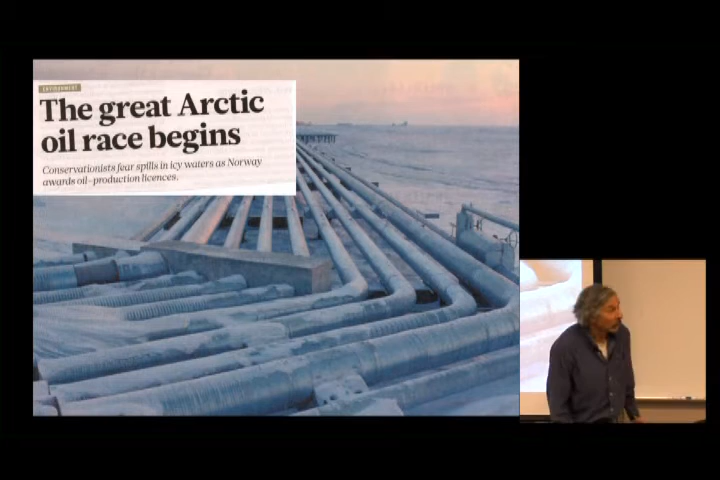 ENVIRONMENT
The great Arctic
oil race begins
Conservationists fear spills in icy waters as Norway
awards oil-production licences.